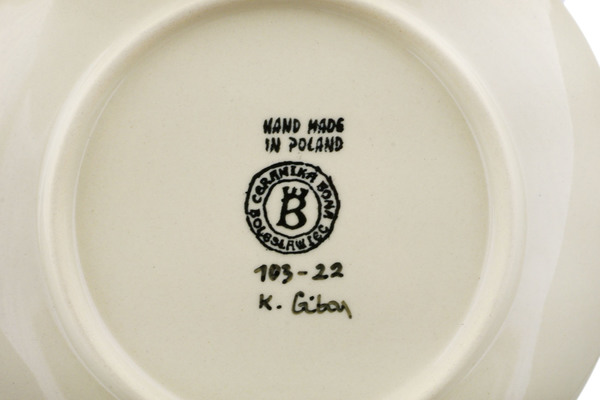 HAND MADE
IN POLAND
CERAMIKA BONA
BOLESŁAWIEC
B
103-22
K. Gibon